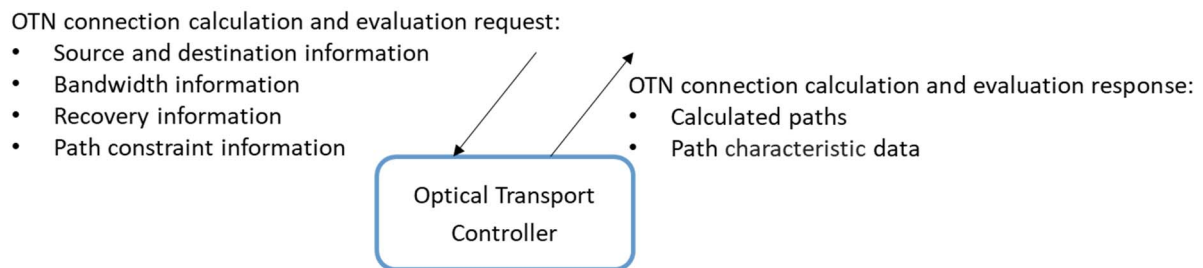 OTN connection calculation and evaluation request:
• Source and destination information
• Bandwidth information
• Recovery information
• Path constraint information
OTN connection calculation and evaluation response:
• Calculated paths
• Path characteristic data
Optical Transport
Controller